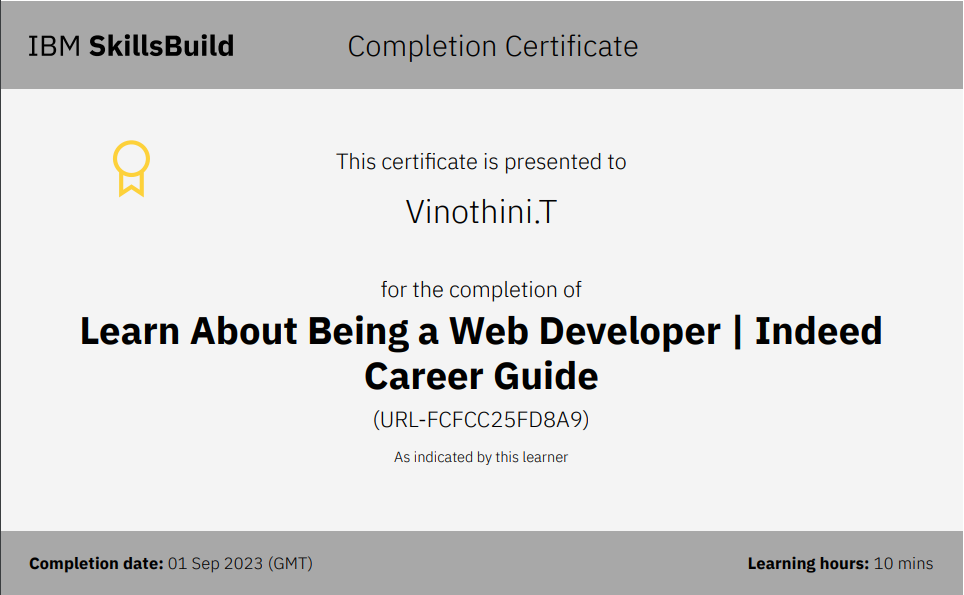 IBM SkillsBuild
Completion Certificate
This certificate is presented to
Vinothini.T
for the completion of
Learn About Being a Web Developer | Indeed
Career Guide
(URL-FCFCC25FD8A9)
As indicated by this learner
Completion date: 01 Sep 2023 (GMT)
Learning hours: 10 mins